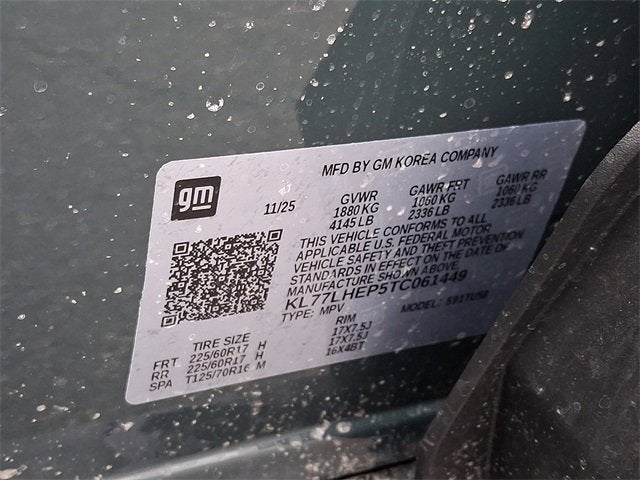 gm
MFD BY GM KOREA COMPANY
11/25
GVWR GAWR FRT GAWR RR
1880 KG 1060 KG 1060 KG
4145 LB 2336 LB 2336 LB
THIS VEHICLE CONFORMS TO ALL
APPLICABLE U.S. FEDERAL MOTOR
VEHICLE SAFETY AND THEFT PREVENTION
STANDARDS IN EFFECT ON THE DATE OF
MANUFACTURE SHOWN ABOVE.
KL77LHEP5TC061449
TYPE: MPV MODEL:
TIRE SIZE RIM
FRT 225/60R17 H 17X7.5J
RR 225/60R17 H 17X7.5J
SPA T125/70R16 M 16X4BT